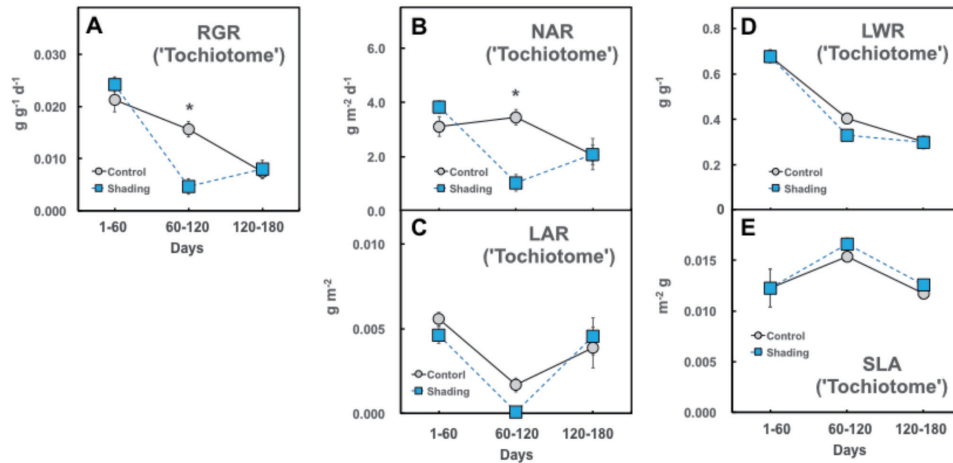 A
RGR
('Tochiotome')
0.030
0.020
0.010
0.000
g g-1 d-1
*
Control
Shading
1-60
60-120
120-180
Days
B
NAR
('Tochiotome')
6.0
4.0
2.0
0.0
g m-2 d-1
*
Control
Shading
C
LAR
('Tochiotome')
0.010
0.005
0.000
g m-2
Contorl
Shading
1-60
60-120
120-180
Days
D
LWR
('Tochiotome')
0.8
0.6
0.4
0.2
0
g g-1
Control
Shading
E
0.015
0.010
0.005
0.000
m-2 g
Control
Shading
SLA
('Tochiotome')
1-60
60-120
120-180
Days